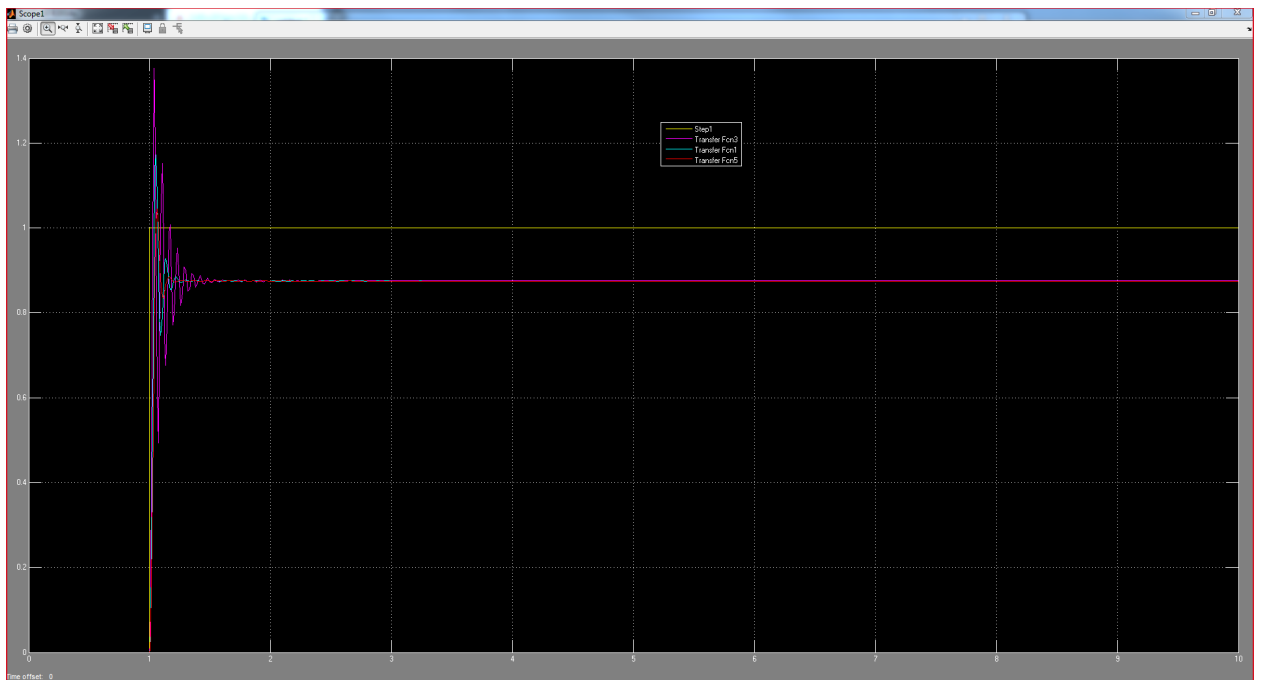 Scope1
1.4
1.2
1
0.8
0.6
0.4
0.2
0
Step1
Transfer Fcn3
Transfer Fcn1
Transfer Fcn5
0 1 2 3 4 5 6 7 8 9 10
Time offset: 0